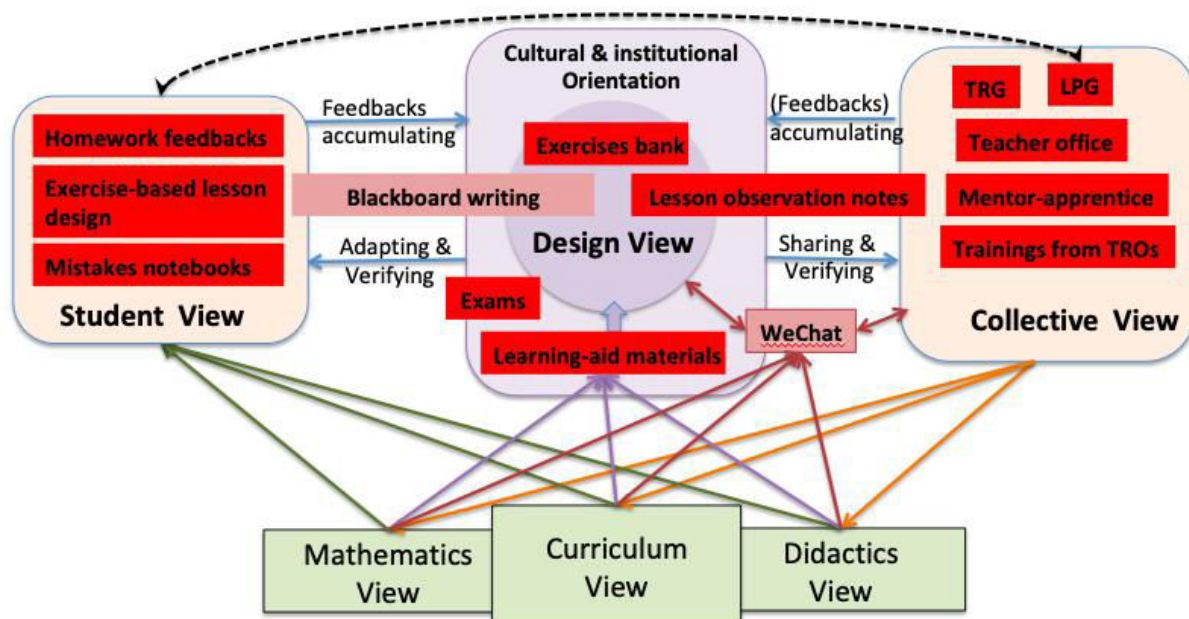 Cultural & institutional
Orientation
Homework feedbacks
Exercise-based lesson
design
Mistakes notebooks
Student View
Feedbacks
accumulating
Blackboard writing
Adapting &
Verifying
Exercises bank
Design View
Exams
Learning-aid materials
(Feedbacks)
accumulating
Lesson observation notes
Sharing &
Verifying
WeChat
TRG
LPG
Teacher office
Mentor-apprentice
Trainings from TROs
Collective View
Mathematics
View
Curriculum
View
Didactics
View